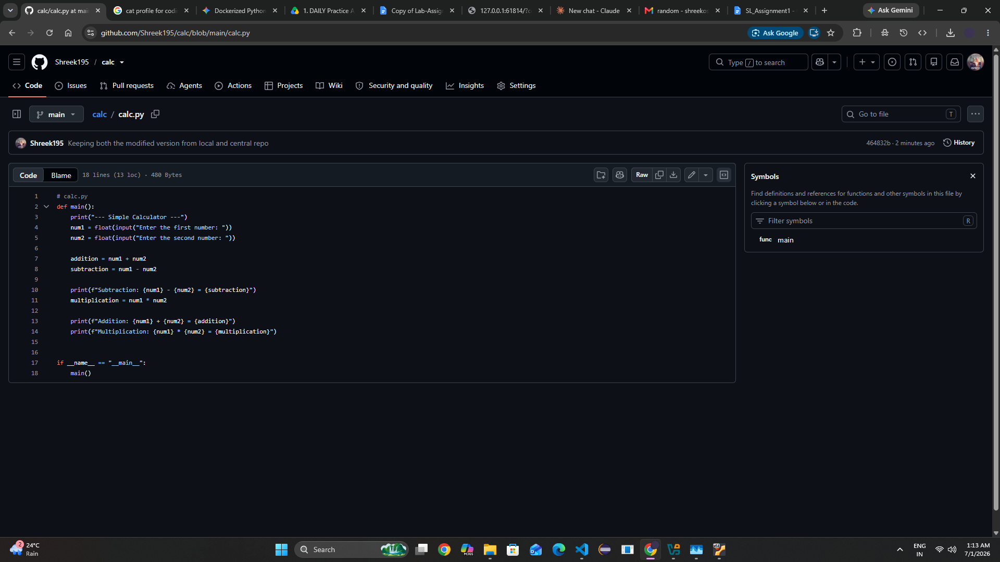 calc/calc.py at mai
cat profile for codi
Dockerized Python
1. DAILY Practice A
Copy of Lab-Assig
127.0.0.1:61814/?c
New chat - Claude
random - shreekos
SL_Assignment1 -
Ask Gemini
github.com/Shreek195/calc/blob/main/calc.py
Ask Google
Shreek195 / calc
Type / to search
Code
Issues
Pull requests
Agents
Actions
Projects
Wiki
Security and quality
Insights
Settings
main
calc / calc.py
Go to file
T
Shreek195 Keeping both the modified version from local and central repo
464832b · 2 minutes ago
History
Code
Blame
18 lines (13 loc) · 480 Bytes
Raw
1 # calc.py
2 def main():
3     print("--- Simple Calculator ---")
4     num1 = float(input("Enter the first number: "))
5     num2 = float(input("Enter the second number: "))
6
7     addition = num1 + num2
8     subtraction = num1 - num2
9
10     print(f"Subtraction: {num1} - {num2} = {subtraction}")
11     multiplication = num1 * num2
12
13     print(f"Addition: {num1} + {num2} = {addition}")
14     print(f"Multiplication: {num1} * {num2} = {multiplication}")
15
16
17 if __name__ == "__main__":
18     main()
Symbols
Find definitions and references for functions and other symbols in this file by
clicking a symbol below or in the code.
Filter symbols
R
func main
2
24°C
Rain
Search
M365
ENG
IN
1:13 AM
7/1/2026